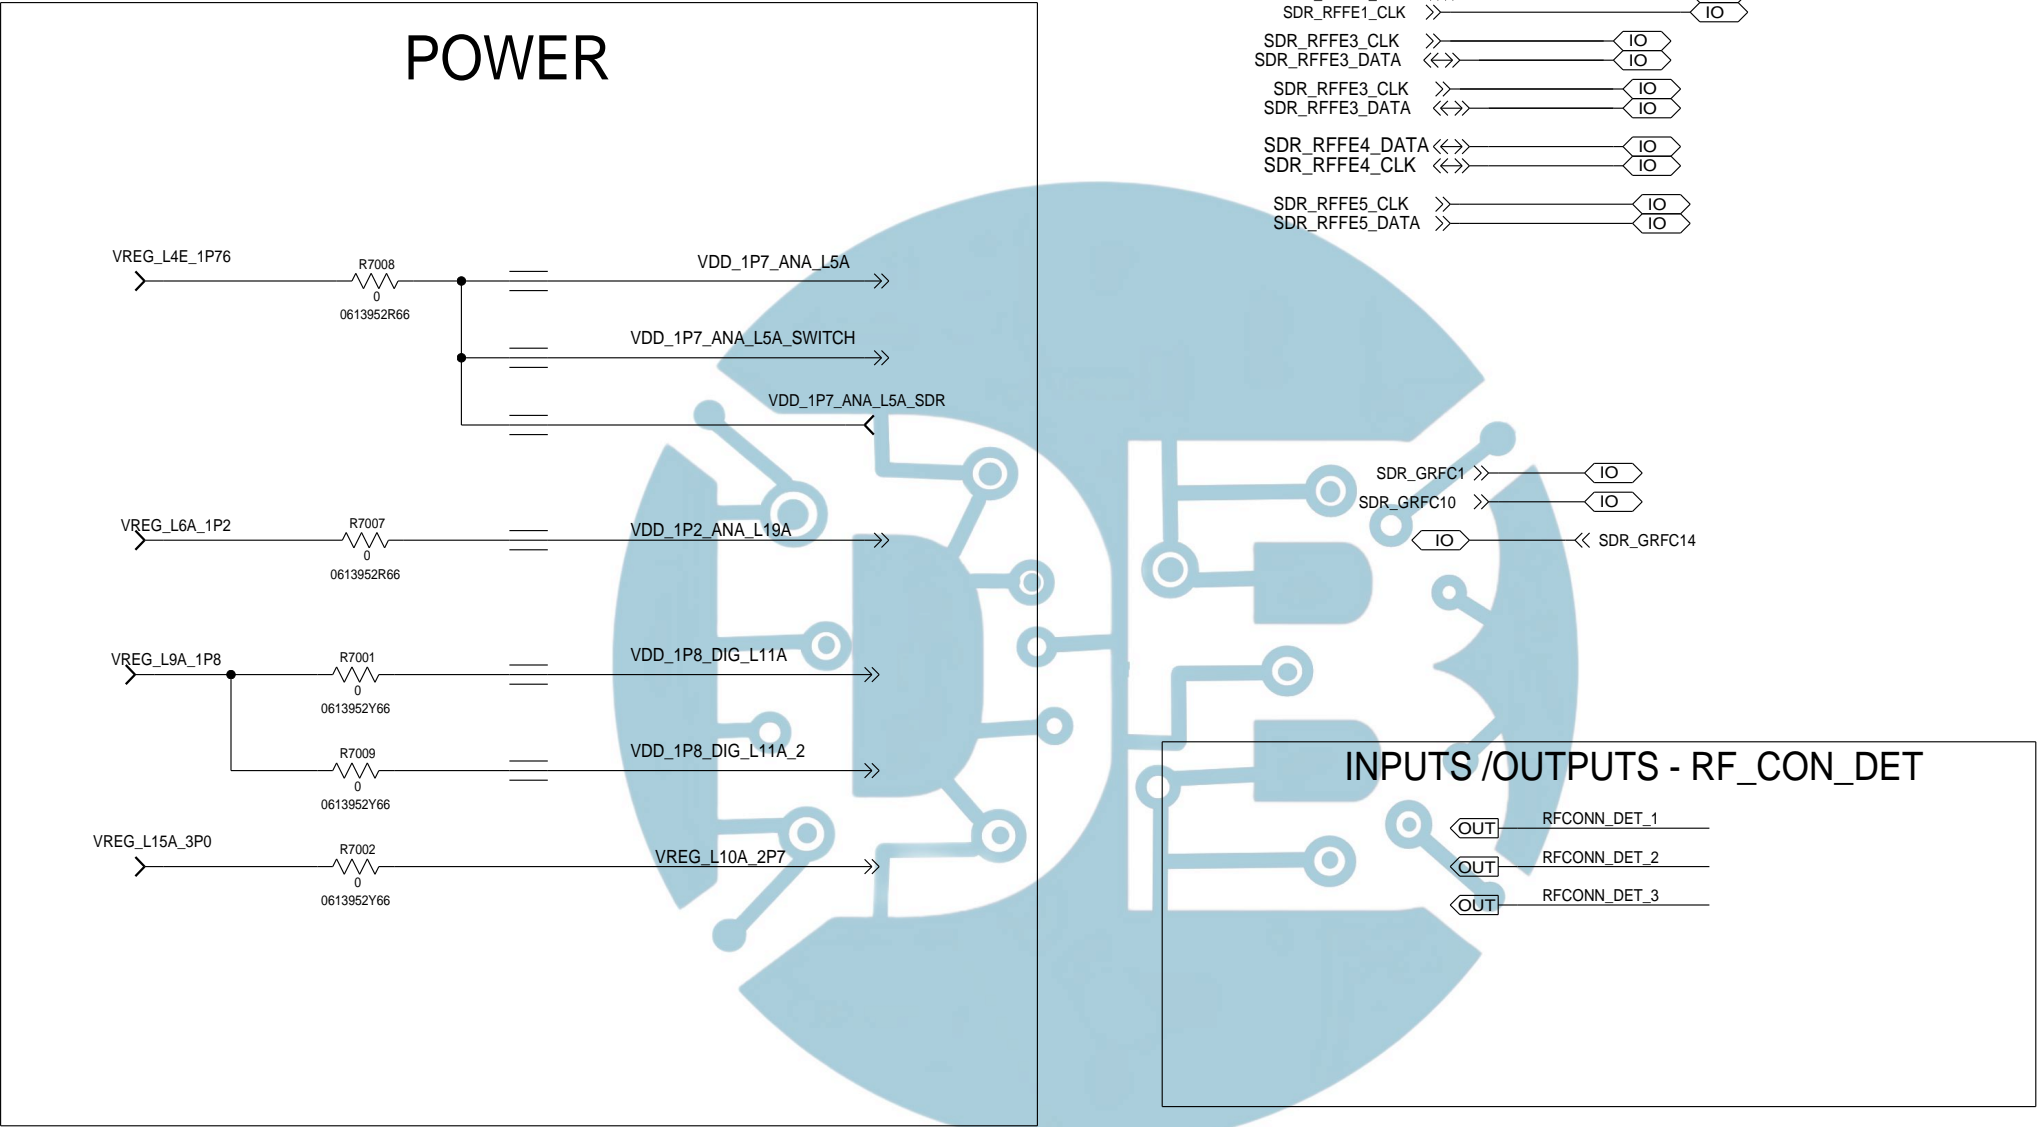 POWER
VREG_L4E_1P76
R7008
0
0613952R66
VDD_1P7_ANA_L5A
VDD_1P7_ANA_L5A_SWITCH
VDD_1P7_ANA_L5A_SDR
VREG_L6A_1P2
R7007
0
0613952R66
VDD_1P2_ANA_L19A
VREG_L9A_1P8
R7001
0
0613952Y66
VDD_1P8_DIG_L11A
R7009
0
0613952Y66
VDD_1P8_DIG_L11A_2
VREG_L15A_3P0
R7002
0
0613952Y66
VREG_L10A_2P7
SDR_RFFE1_CLK IO
SDR_RFFE3_CLK IO
SDR_RFFE3_DATA IO
SDR_RFFE3_CLK IO
SDR_RFFE3_DATA IO
SDR_RFFE4_DATA IO
SDR_RFFE4_CLK IO
SDR_RFFE5_CLK IO
SDR_RFFE5_DATA IO
SDR_GRFC1 IO
SDR_GRFC10 IO
IO SDR_GRFC14
INPUTS /OUTPUTS - RF_CON_DET
OUT RFCONN_DET_1
OUT RFCONN_DET_2
OUT RFCONN_DET_3